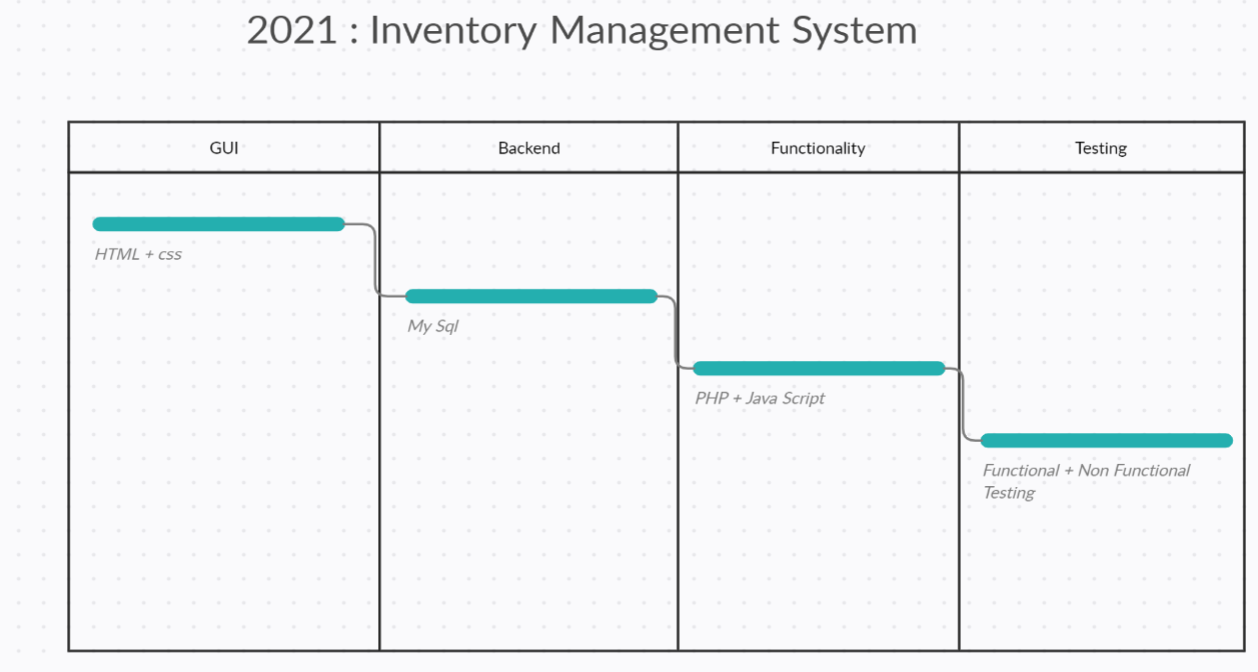 2021 : Inventory Management System
GUI
Backend
Functionality
Testing
HTML + css
My Sql
PHP + Java Script
Functional + Non Functional
Testing